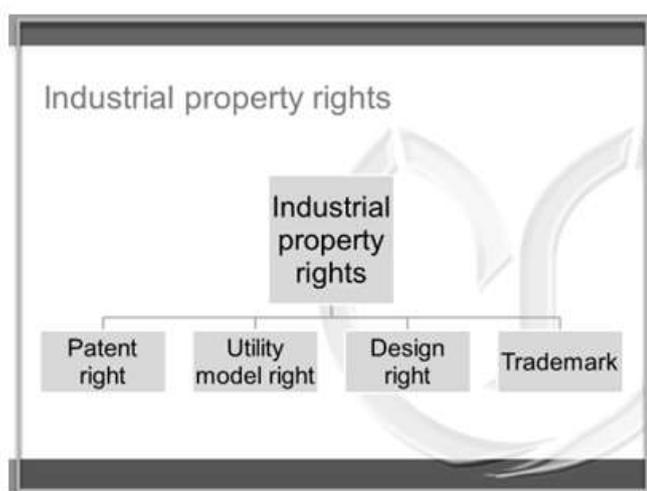 Industrial property rights
Industrial
property
rights
Patent
right
Utility
model right
Design
right
Trademark